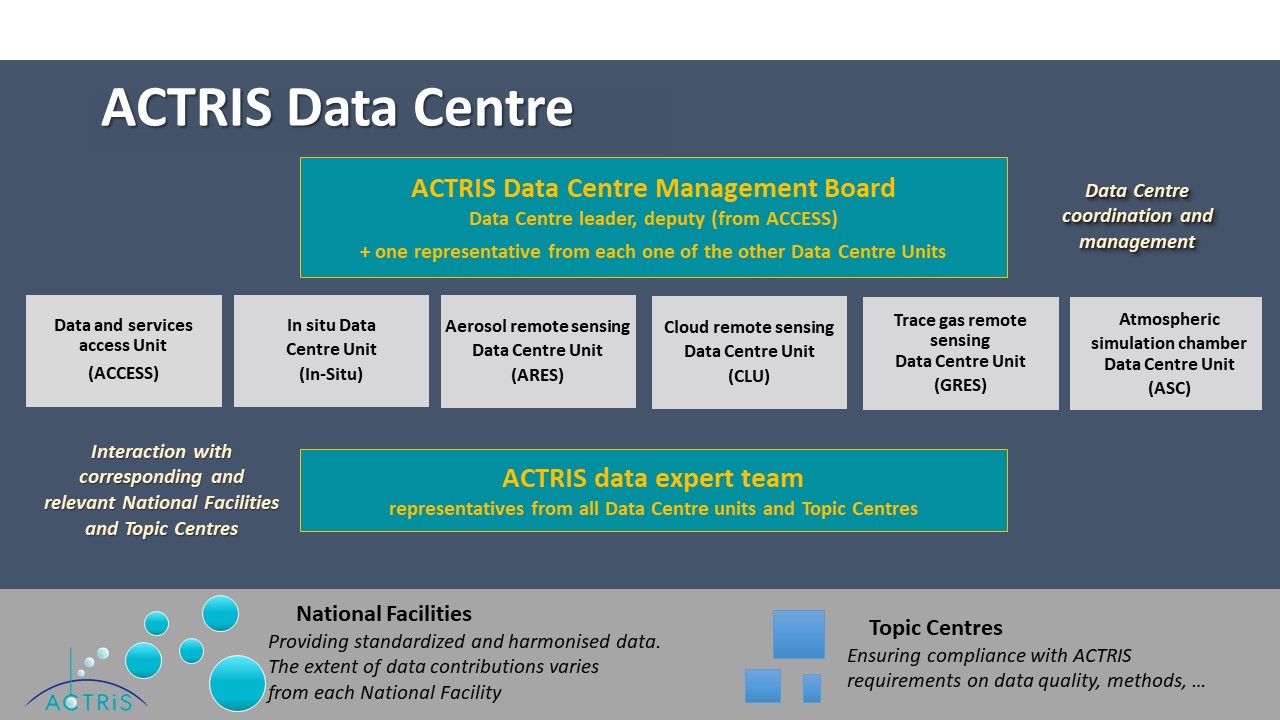 ACTRIS Data Centre
ACTRIS Data Centre Management Board
Data Centre leader, deputy (from ACCESS)
+ one representative from each one of the other Data Centre Units
Data Centre
coordination and
management
Data and services
access Unit
(ACCESS)
In situ Data
Centre Unit
(In-Situ)
Aerosol remote sensing
Data Centre Unit
(ARES)
Cloud remote sensing
Data Centre Unit
(CLU)
Trace gas remote
sensing
Data Centre Unit
(GRES)
Atmospheric
simulation chamber
Data Centre Unit
(ASC)
Interaction with
corresponding and
relevant National Facilities
and Topic Centres
ACTRIS data expert team
representatives from all Data Centre units and Topic Centres
National Facilities
Providing standardized and harmonised data.
The extent of data contributions varies
from each National Facility
Topic Centres
Ensuring compliance with ACTRIS
requirements on data quality, methods, ...
ACTRiS